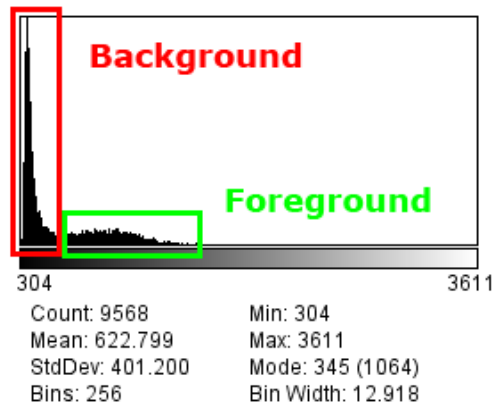 Background
Foreground
304 3611
Count: 9568 Min: 304
Mean: 622.799 Max: 3611
StdDev: 401.200 Mode: 345 (1064)
Bins: 256 Bin Width: 12.918